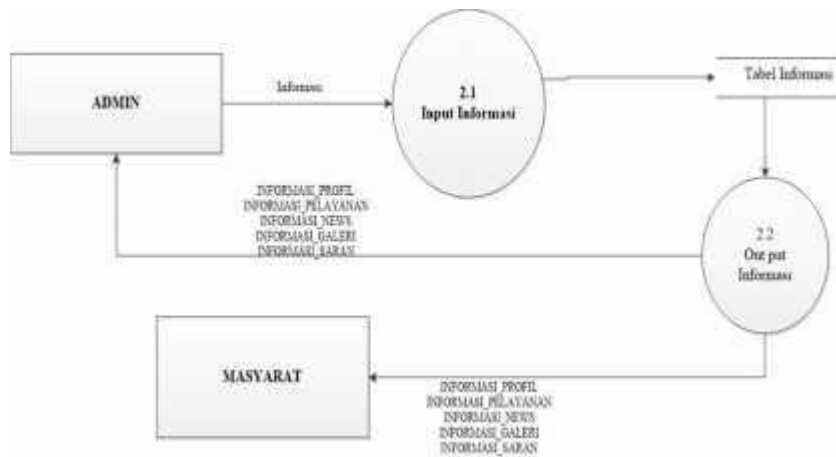 ADMIN
Infomasi
2.1
Input Informasi
Tabel Informasi
INFORMASI_PROFIL
INFORMASI_PELAYANAN
INFORMASI_NEWS
INFORMASI_GALERI
INFORMASI_SARAN
2.2
Out put
Informasi
MASYARAT
INFORMASI_PROFIL
INFORMASI_PELAYANAN
INFORMASI_NEWS
INFORMASI_GALERI
INFORMASI_SARAN